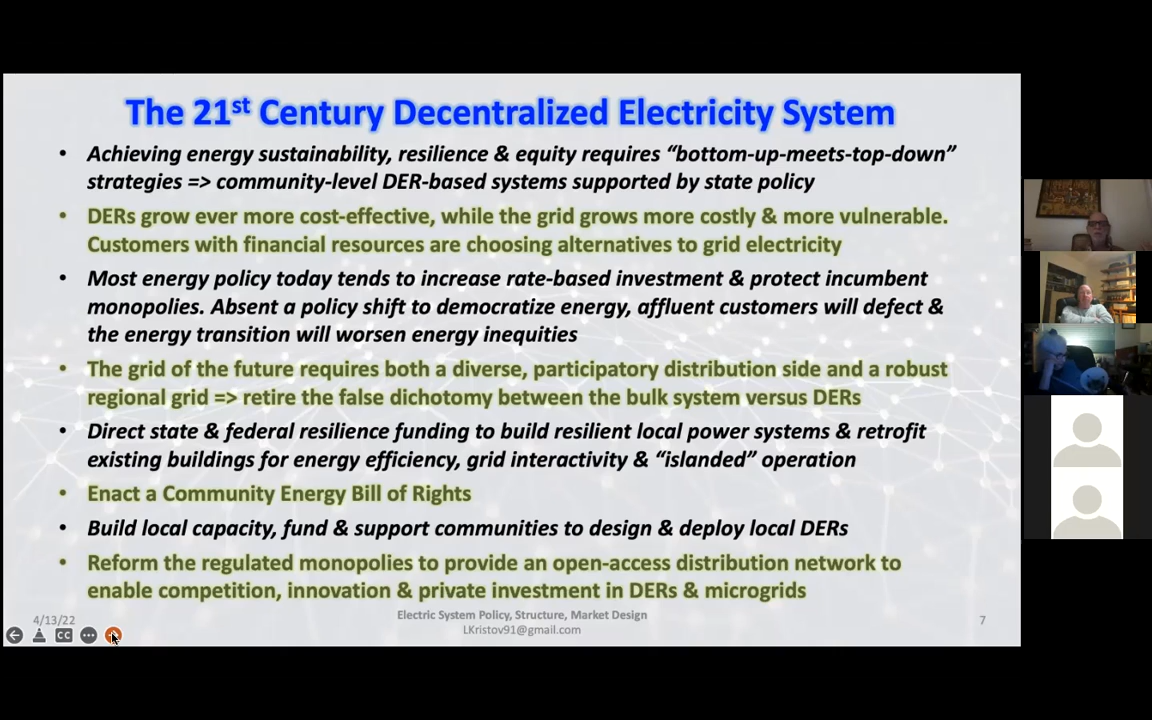 The 21st Century Decentralized Electricity System
• Achieving energy sustainability, resilience & equity requires “bottom-up-meets-top-down”
strategies => community-level DER-based systems supported by state policy
• DERs grow ever more cost-effective, while the grid grows more costly & more vulnerable.
Customers with financial resources are choosing alternatives to grid electricity
• Most energy policy today tends to increase rate-based investment & protect incumbent
monopolies. Absent a policy shift to democratize energy, affluent customers will defect &
the energy transition will worsen energy inequities
• The grid of the future requires both a diverse, participatory distribution side and a robust
regional grid => retire the false dichotomy between the bulk system versus DERs
• Direct state & federal resilience funding to build resilient local power systems & retrofit
existing buildings for energy efficiency, grid interactivity & “islanded” operation
• Enact a Community Energy Bill of Rights
• Build local capacity, fund & support communities to design & deploy local DERs
• Reform the regulated monopolies to provide an open-access distribution network to
enable competition, innovation & private investment in DERs & microgrids
4/13/22
Electric System Policy, Structure, Market Design
LKristov91@gmail.com
7
CC